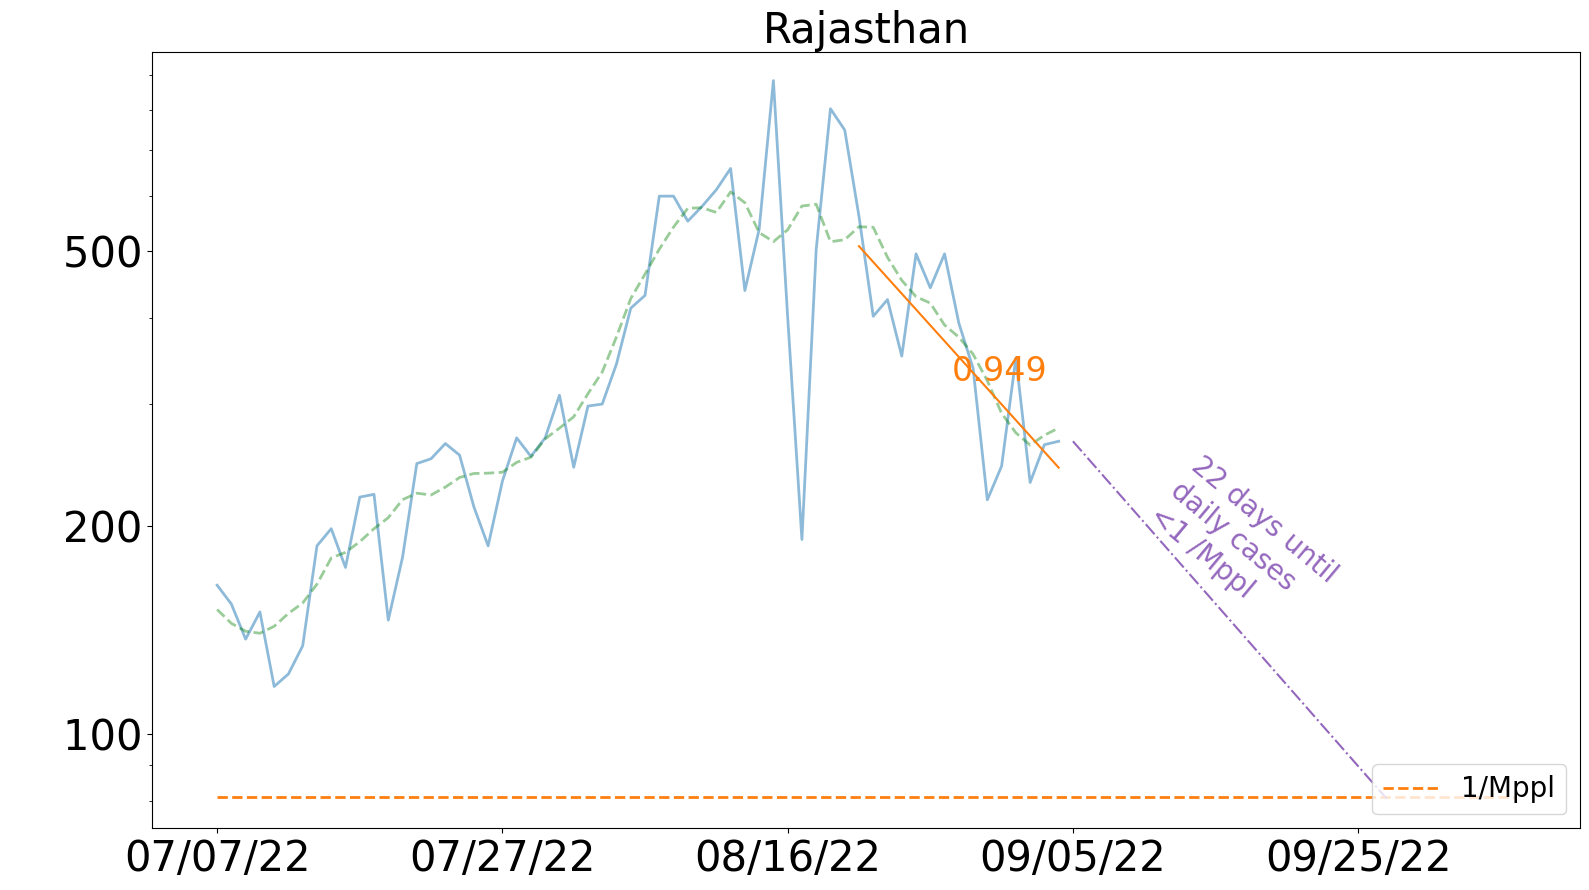 Rajasthan
500
200
100
0.949
22 days until
daily cases
<1 /Mppl
1/Mppl
07/07/22
07/27/22
08/16/22
09/05/22
09/25/22